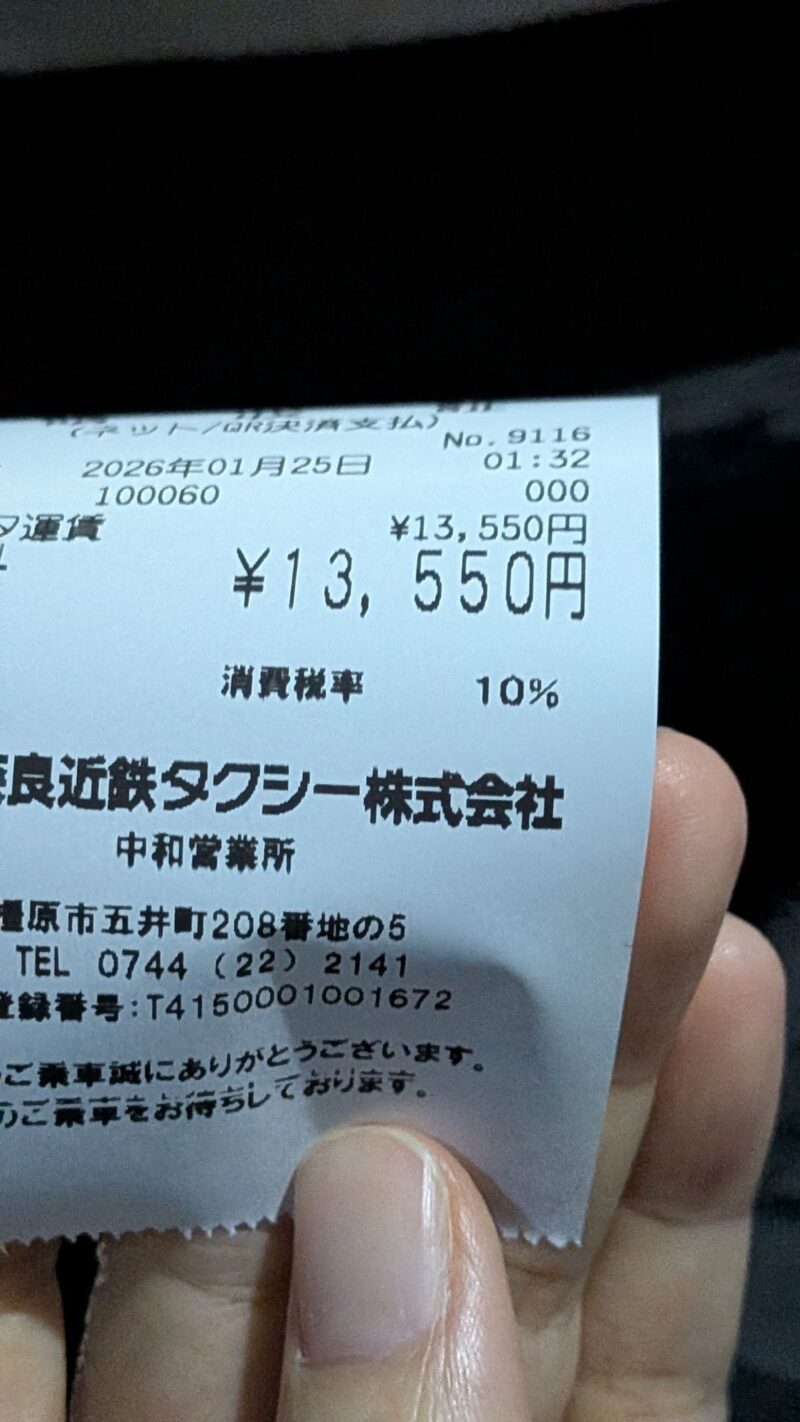 (ネット/QR決済支払)
No.9116
2026年01月25日 01:32
100060 000
タ運賃 ¥13,550円
¥13,550円
消費税率 10%
良近鉄タクシー株式会社
中和営業所
橿原市五井町208番地の5
TEL 0744 (22) 2141
登録番号:T4150001001672
ご乗車誠にありがとうございます。
のご乗車をお待ちしております。